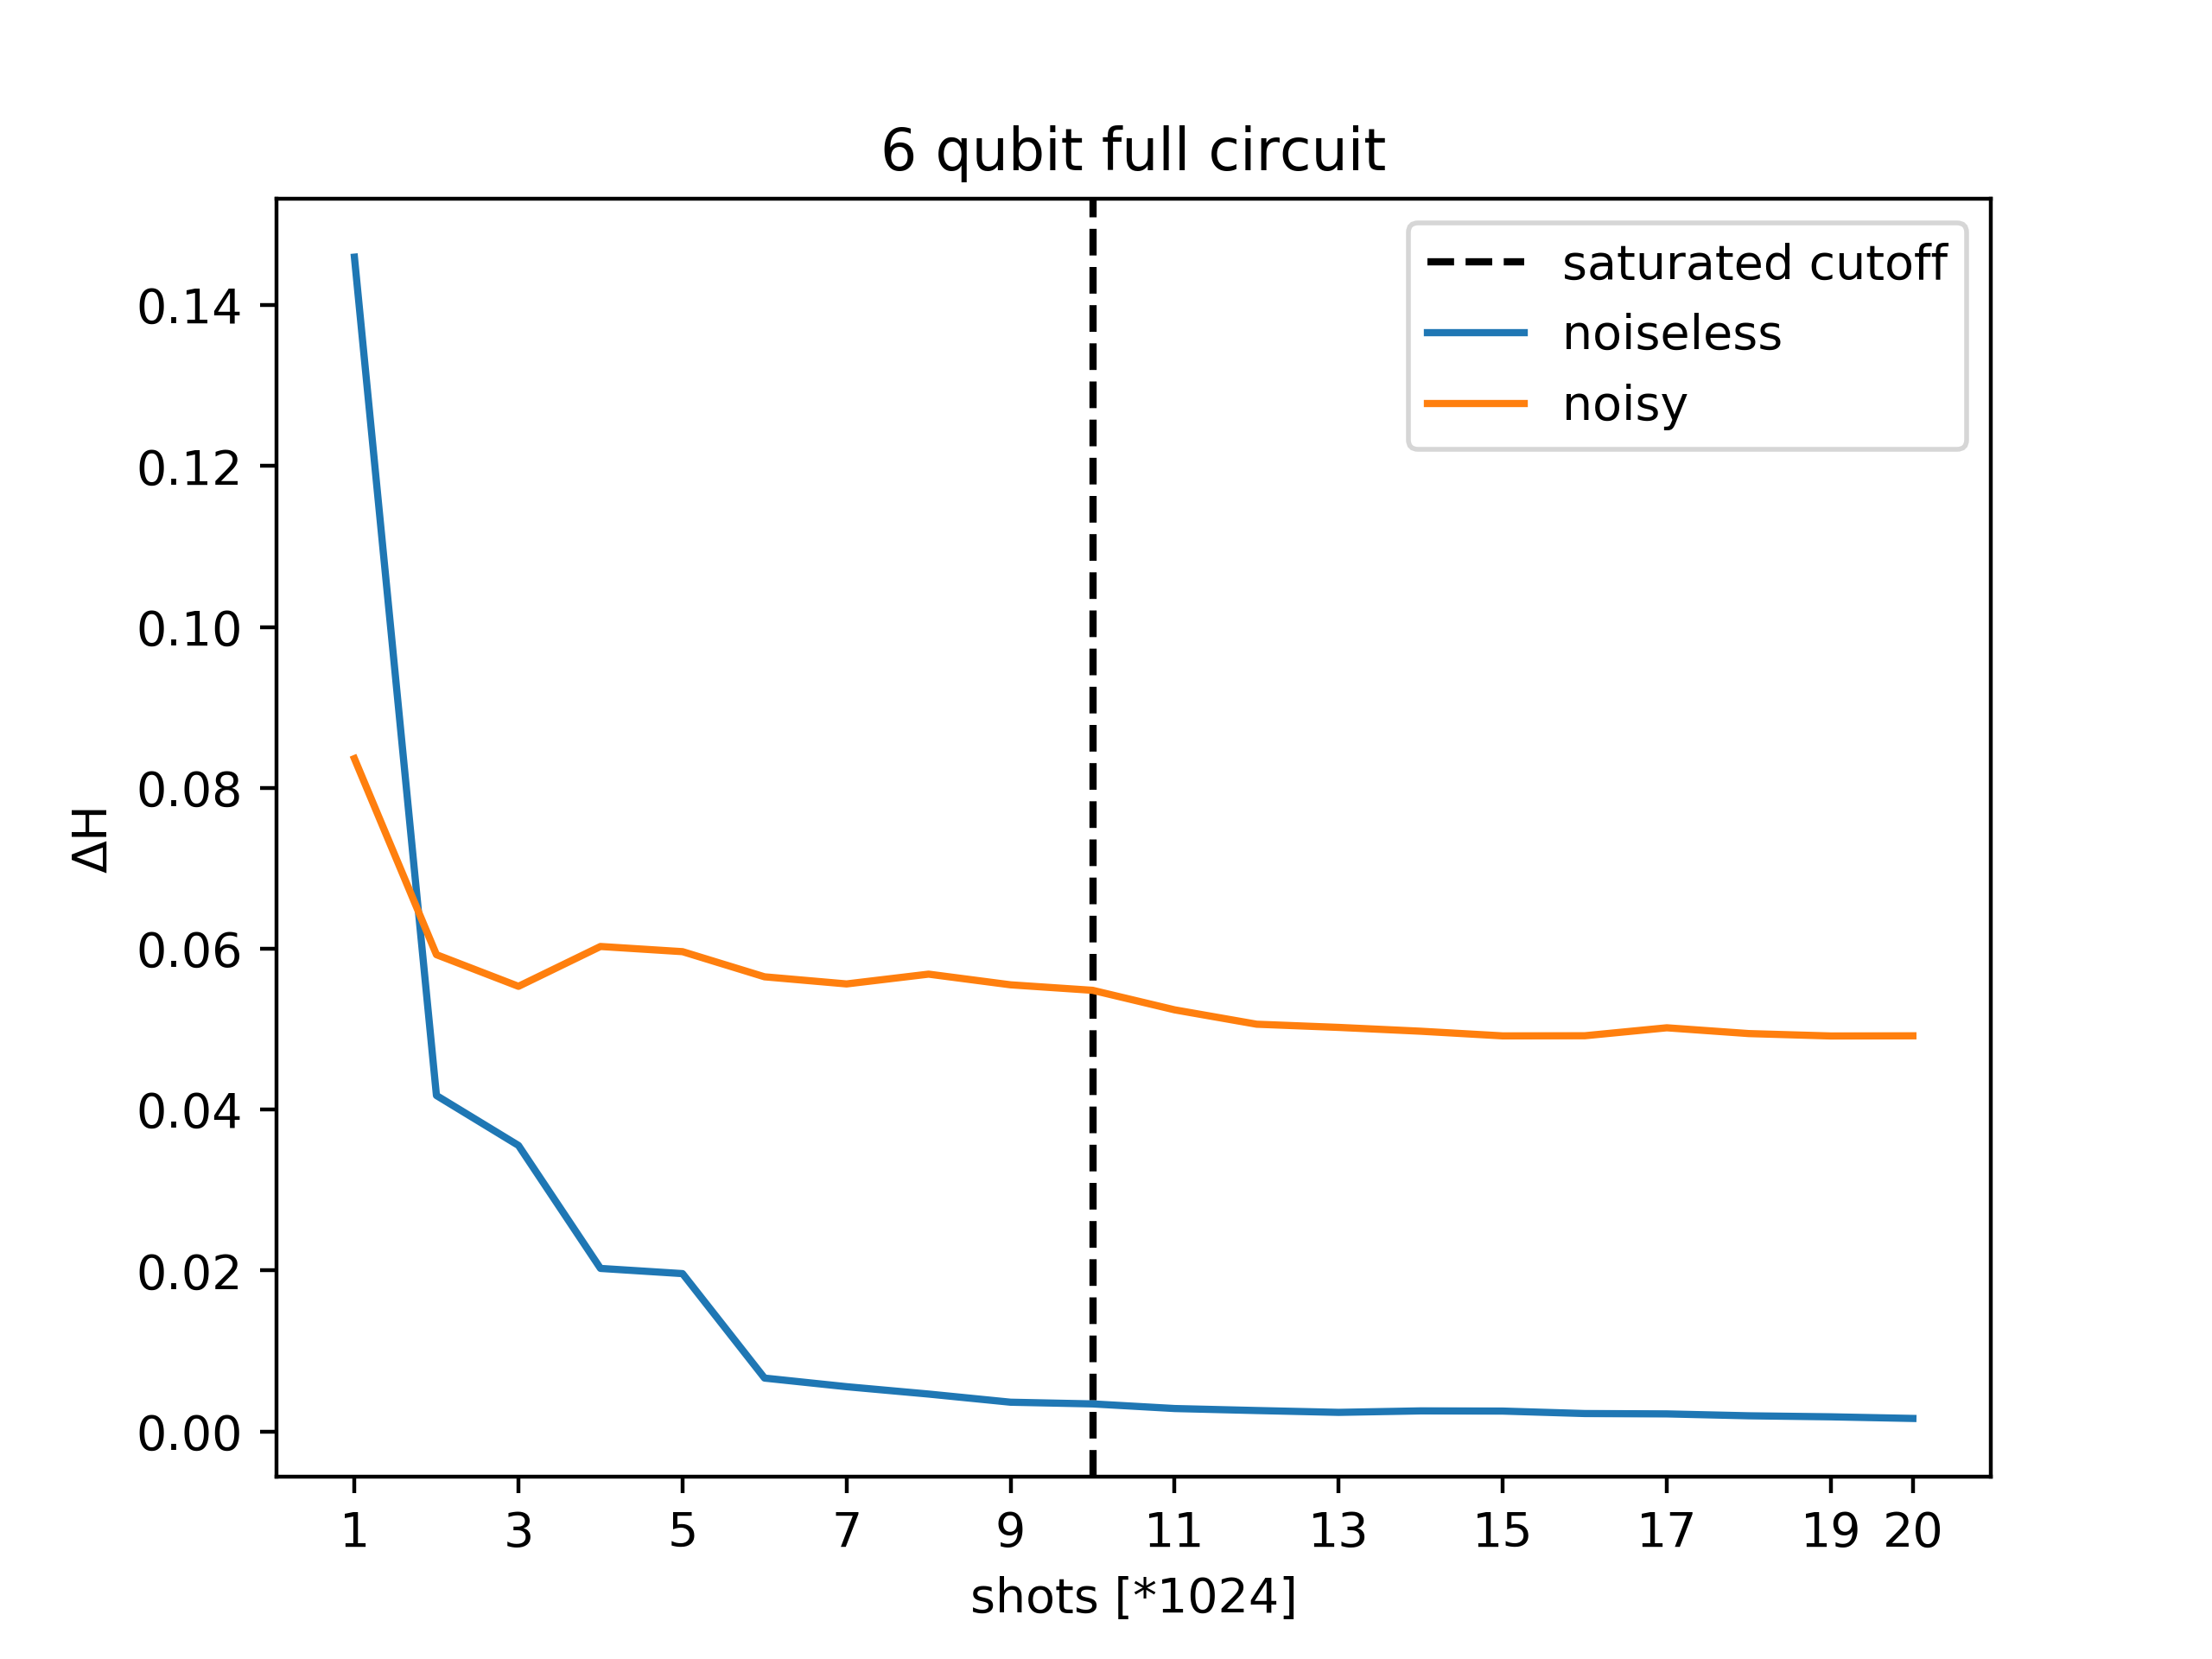 6 qubit full circuit
saturated cutoff
noiseless
noisy
0.14
0.12
0.10
0.08
0.06
0.04
0.02
0.00
ΔH
1 3 5 7 9 11 13 15 17 19 20
shots [*1024]